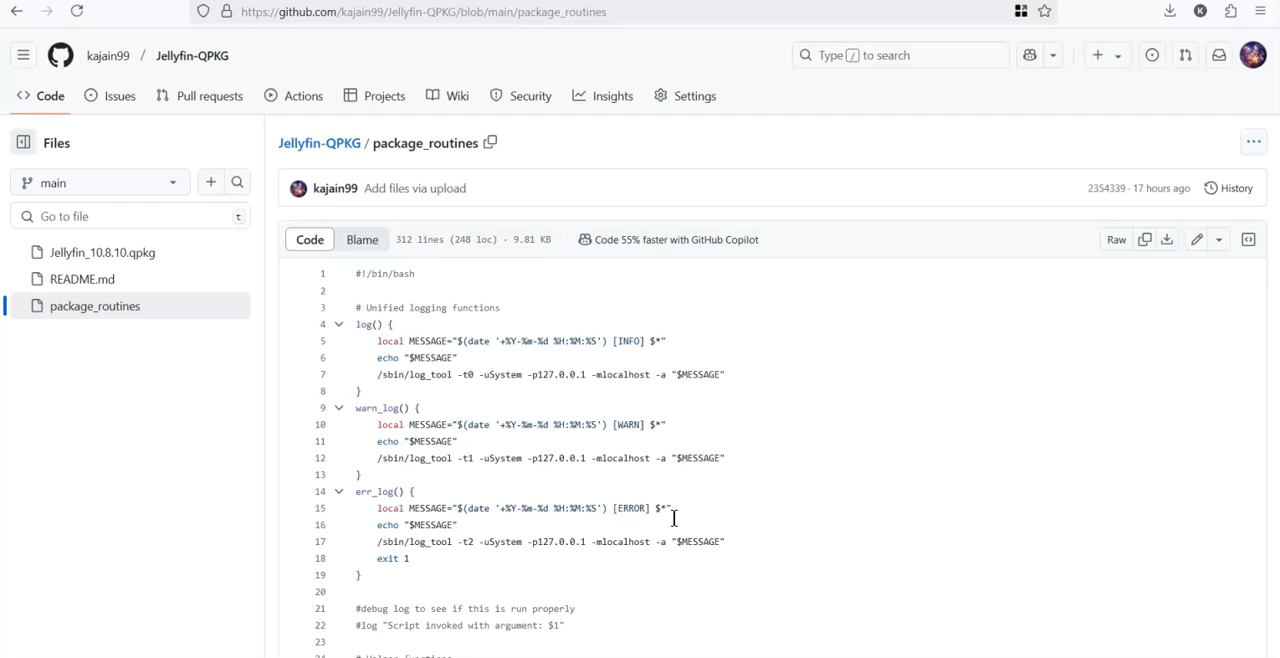 https://github.com/kajain99/Jellyfin-QPKG/blob/main/package_routines
K
kajain99 / Jellyfin-QPKG
Type / to search
Code Issues Pull requests Actions Projects Wiki Security Insights Settings
Files
main
Go to file t
Jellyfin_10.8.10.qpkg
README.md
package_routines
Jellyfin-QPKG / package_routines
kajain99 Add files via upload 2354339 · 17 hours ago History
Code Blame 312 lines (248 loc) · 9.81 KB Code 55% faster with GitHub Copilot Raw
1 #!/bin/bash
2
3 # Unified logging functions
4 log() {
5 local MESSAGE="$(date '+%Y-%m-%d %H:%M:%S') [INFO] $*"
6 echo "$MESSAGE"
7 /sbin/log_tool -t0 -uSystem -p127.0.0.1 -mlocalhost -a "$MESSAGE"
8 }
9 warn_log() {
10 local MESSAGE="$(date '+%Y-%m-%d %H:%M:%S') [WARN] $*"
11 echo "$MESSAGE"
12 /sbin/log_tool -t1 -uSystem -p127.0.0.1 -mlocalhost -a "$MESSAGE"
13 }
14 err_log() {
15 local MESSAGE="$(date '+%Y-%m-%d %H:%M:%S') [ERROR] $*"
16 echo "$MESSAGE"
17 /sbin/log_tool -t2 -uSystem -p127.0.0.1 -mlocalhost -a "$MESSAGE"
18 exit 1
19 }
20
21 #debug log to see if this is run properly
22 #log "Script invoked with argument: $1"
23